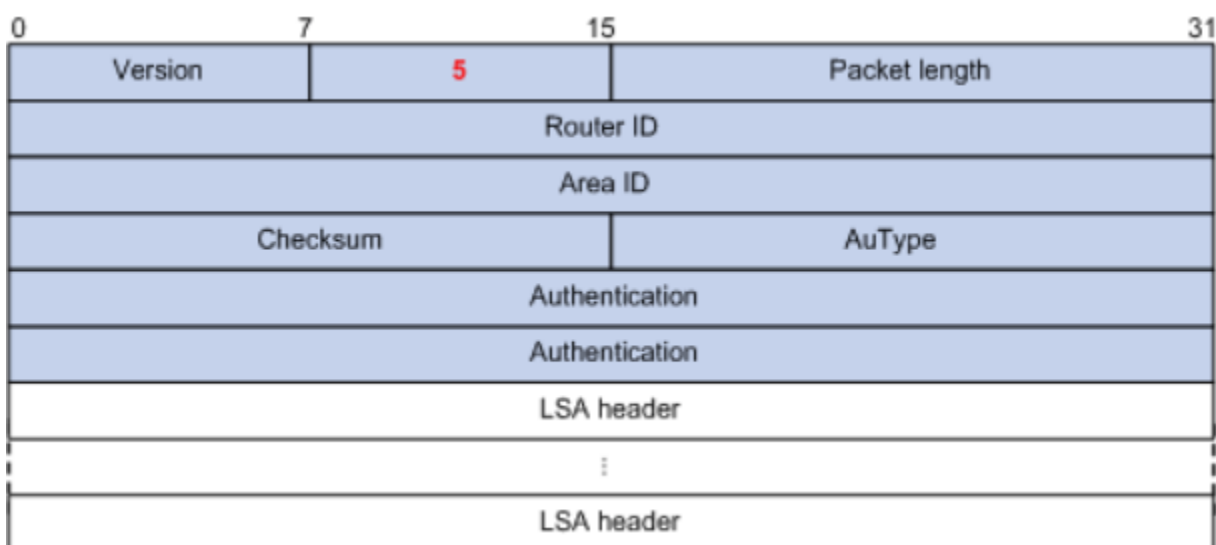 0 7 15 31
Version 5 Packet length
Router ID
Area ID
Checksum AuType
Authentication
Authentication
LSA header
⋮
LSA header